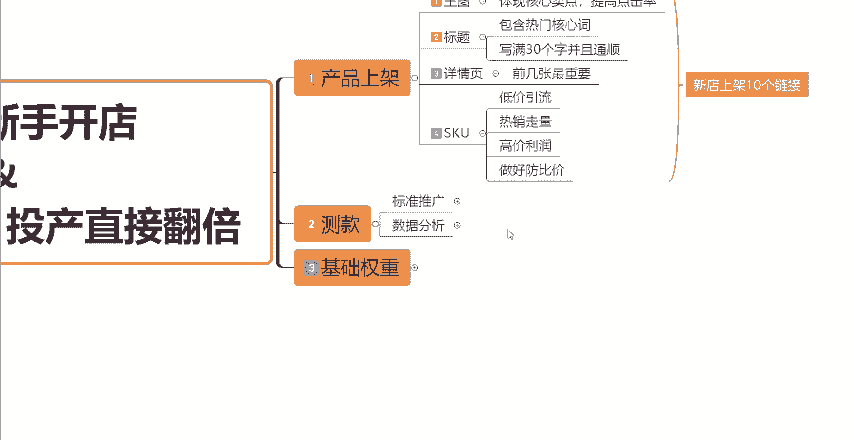 1 主图 体现核心卖点，提高点击率
包含热门核心词
2 标题
写满30个字并且通顺
1 产品上架
3 详情页 前几张最重要
新店上架10个链接
低价引流
新手开店
热销走量
4 SKU
高价利润
&
做好防比价
标准推广
投产直接翻倍
2 测款
数据分析
3 基础权重